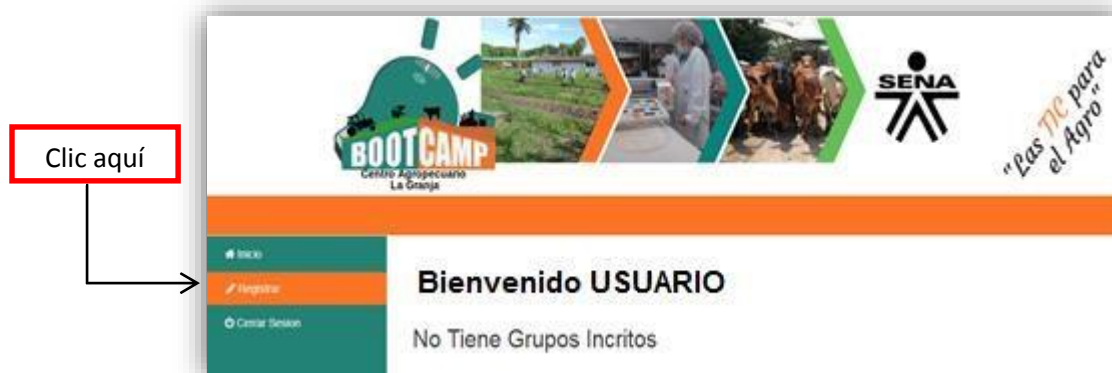 SENA
"Las TIC para
el Agro"
BOOTCAMP
Centro Agropecuario
La Granja
Clic aquí
Inicio
Registrar
Cerrar Sesion
Bienvenido USUARIO
No Tiene Grupos Incritos